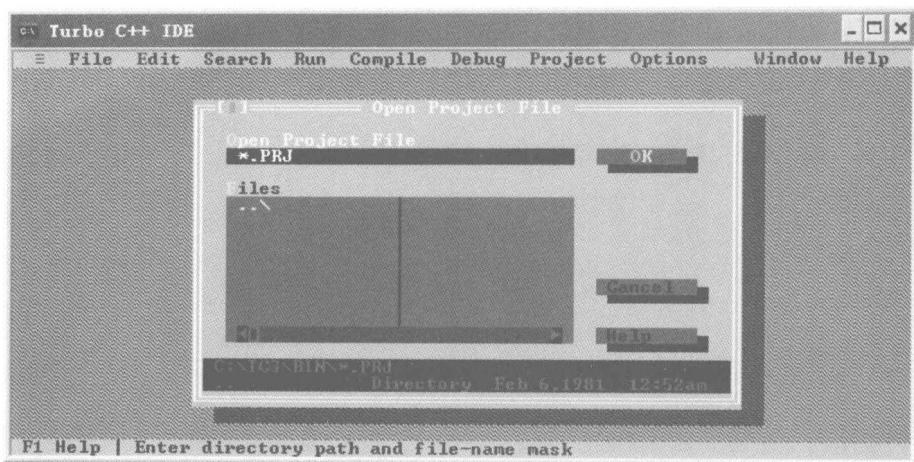 Turbo C++ IDE
≡ File Edit Search Run Compile Debug Project Options Window Help
Open Project File
Open Project File
*.PRJ
OK
Files
..\
Cancel
Help
C:\TC3\BIN\*.PRJ
.. Directory Feb 6,1981 12:52am
F1 Help | Enter directory path and file-name mask